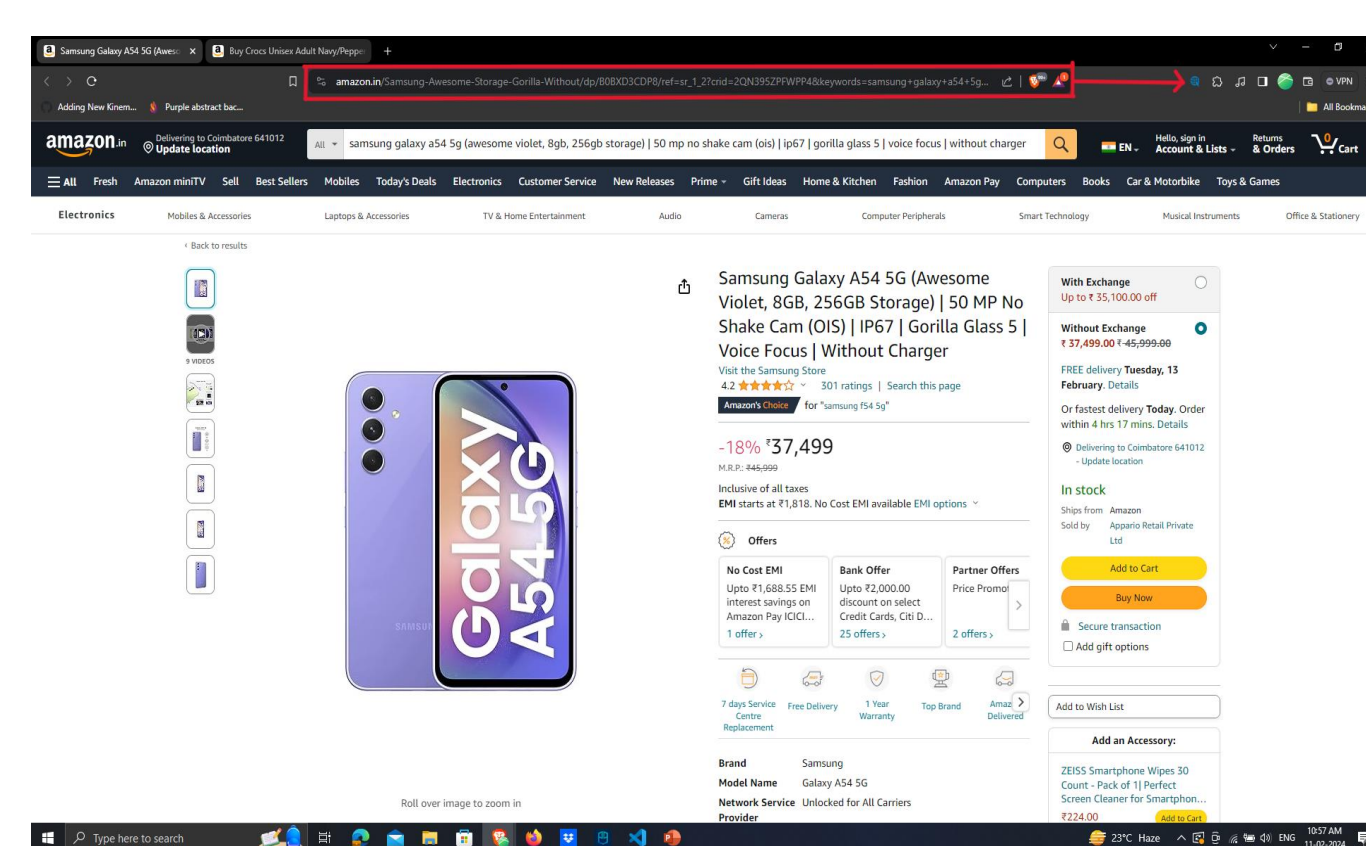 Samsung Galaxy A54 5G (Aweso
Buy Crocs Unisex Adult Navy/Peppe
amazon.in/Samsung-Awesome-Storage-Gorilla-Without/dp/B0BXD3CDP8/ref=sr_1_2?crid=2QN395ZPFWPP4&keywords=samsung+galaxy+a54+5g...
VPN
Adding New Kinem...
Purple abstract bac...
All Bookma
amazon.in
Delivering to Coimbatore 641012
Update location
All
samsung galaxy a54 5g (awesome violet, 8gb, 256gb storage) | 50 mp no shake cam (ois) | ip67 | gorilla glass 5 | voice focus | without charger
EN
Hello, sign in
Account & Lists
Returns
& Orders
0
Cart
All Fresh Amazon miniTV Sell Best Sellers Mobiles Today's Deals Electronics Customer Service New Releases Prime Gift Ideas Home & Kitchen Fashion Amazon Pay Computers Books Car & Motorbike Toys & Games
Electronics Mobiles & Accessories Laptops & Accessories TV & Home Entertainment Audio Cameras Computer Peripherals Smart Technology Musical Instruments Office & Stationery
‹ Back to results
9 VIDEOS
SAMSU
Galaxy
A54 5G
Roll over image to zoom in
Samsung Galaxy A54 5G (Awesome
Violet, 8GB, 256GB Storage) | 50 MP No
Shake Cam (OIS) | IP67 | Gorilla Glass 5 |
Voice Focus | Without Charger
Visit the Samsung Store
4.2 301 ratings | Search this page
Amazon's Choice for "samsung f54 5g"
-18% ₹37,499
M.R.P.: ₹45,999
Inclusive of all taxes
EMI starts at ₹1,818. No Cost EMI available EMI options
Offers
No Cost EMI
Upto ₹1,688.55 EMI
interest savings on
Amazon Pay ICICI...
1 offer ›
Bank Offer
Upto ₹2,000.00
discount on select
Credit Cards, Citi D...
25 offers ›
Partner Offers
Price Promo
2 offers ›
7 days Service
Centre
Replacement
Free Delivery
1 Year
Warranty
Top Brand
Amaz
Delivered
Brand Samsung
Model Name Galaxy A54 5G
Network Service Unlocked for All Carriers
Provider
With Exchange
Up to ₹ 35,100.00 off
Without Exchange
₹ 37,499.00 ₹ 45,999.00
FREE delivery Tuesday, 13
February. Details
Or fastest delivery Today. Order
within 4 hrs 17 mins. Details
Delivering to Coimbatore 641012
- Update location
In stock
Ships from Amazon
Sold by Appario Retail Private
Ltd
Add to Cart
Buy Now
Secure transaction
Add gift options
Add to Wish List
Add an Accessory:
ZEISS Smartphone Wipes 30
Count - Pack of 1| Perfect
Screen Cleaner for Smartphon...
₹224.00 Add to Cart
Type here to search
23°C Haze
ENG
10:57 AM
11-02-2024